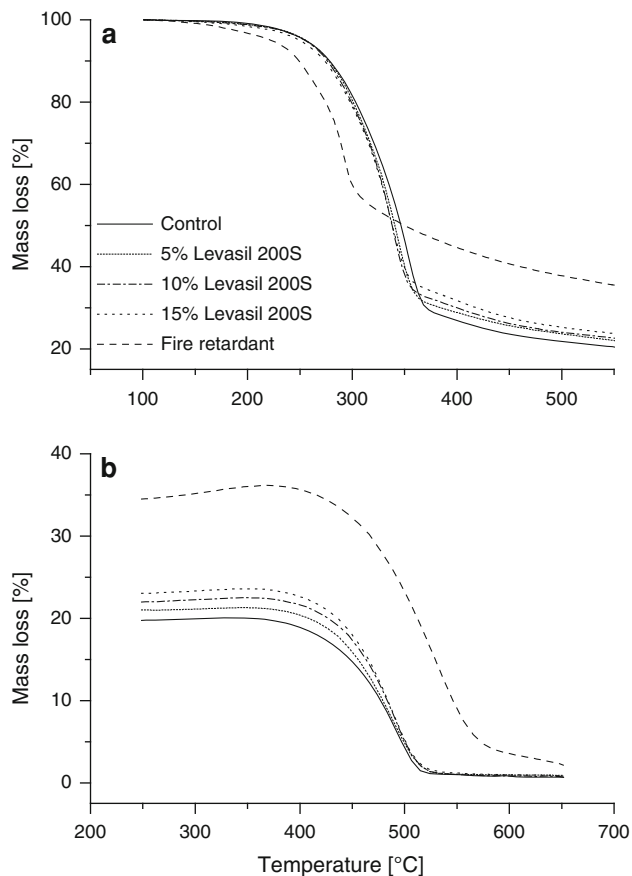 a
100
80
60
40
20
Mass loss [%]
Control
5% Levasil 200S
10% Levasil 200S
15% Levasil 200S
Fire retardant
100 200 300 400 500
b
40
30
20
10
0
Mass loss [%]
200 300 400 500 600 700
Temperature [°C]